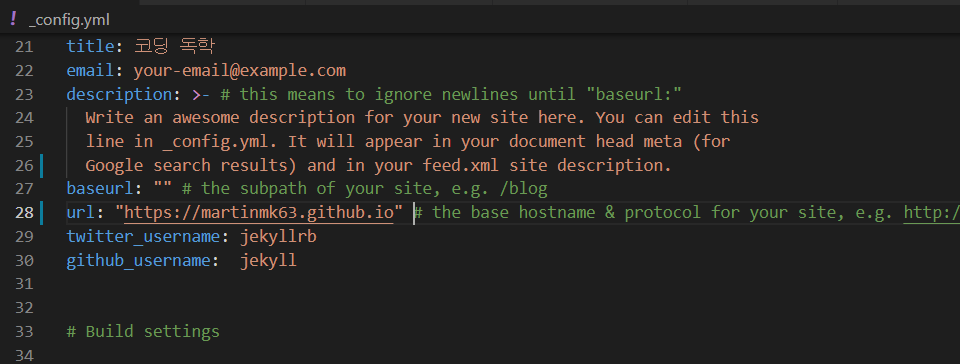 ! _config.yml
21 title: 코딩 독학
22 email: your-email@example.com
23 description: >- # this means to ignore newlines until "baseurl:"
24 Write an awesome description for your new site here. You can edit this
25 line in _config.yml. It will appear in your document head meta (for
26 Google search results) and in your feed.xml site description.
27 baseurl: "" # the subpath of your site, e.g. /blog
28 url: "https://martinmk63.github.io" # the base hostname & protocol for your site, e.g. http:/
29 twitter_username: jekyllrb
30 github_username:  jekyll
31
32
33 # Build settings
34